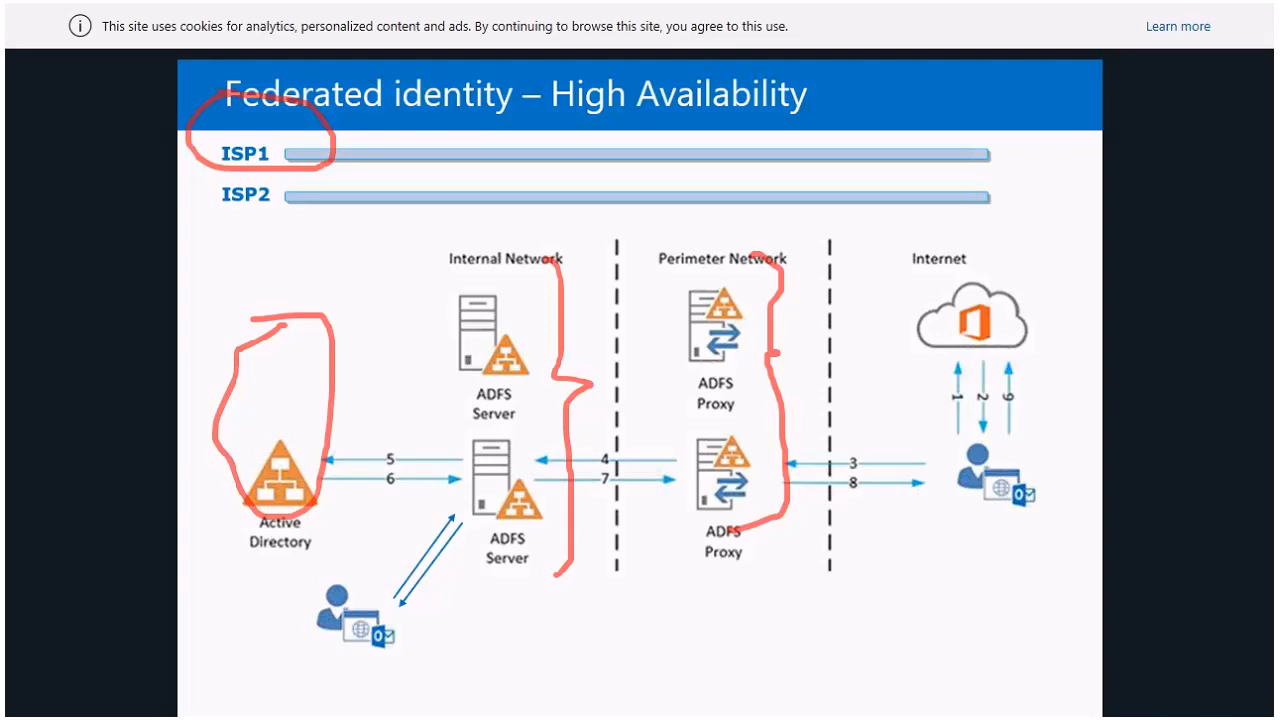 This site uses cookies for analytics, personalized content and ads. By continuing to browse this site, you agree to this use.
Learn more
Federated identity – High Availability
ISP1
ISP2
Internal Network
Perimeter Network
Internet
ADFS
Server
ADFS
Proxy
1
2
9
5
6
4
7
3
8
Active
Directory
ADFS
Server
ADFS
Proxy